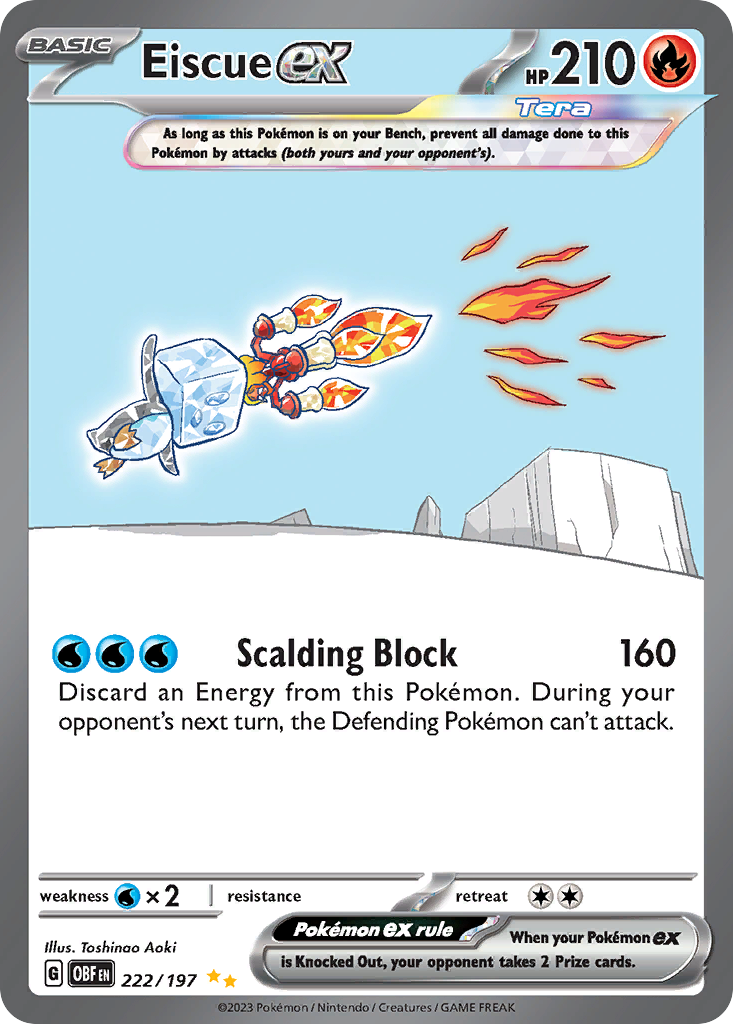 BASIC
Eiscue ex HP 210
Tera
As long as this Pokémon is on your Bench, prevent all damage done to this
Pokémon by attacks (both yours and your opponent's).
Scalding Block 160
Discard an Energy from this Pokémon. During your
opponent's next turn, the Defending Pokémon can't attack.
weakness ×2 resistance retreat
Pokémon ex rule
When your Pokémon ex
is Knocked Out, your opponent takes 2 Prize cards.
Illus. Toshinao Aoki
G OBF EN 222/197
©2023 Pokémon / Nintendo / Creatures / GAME FREAK